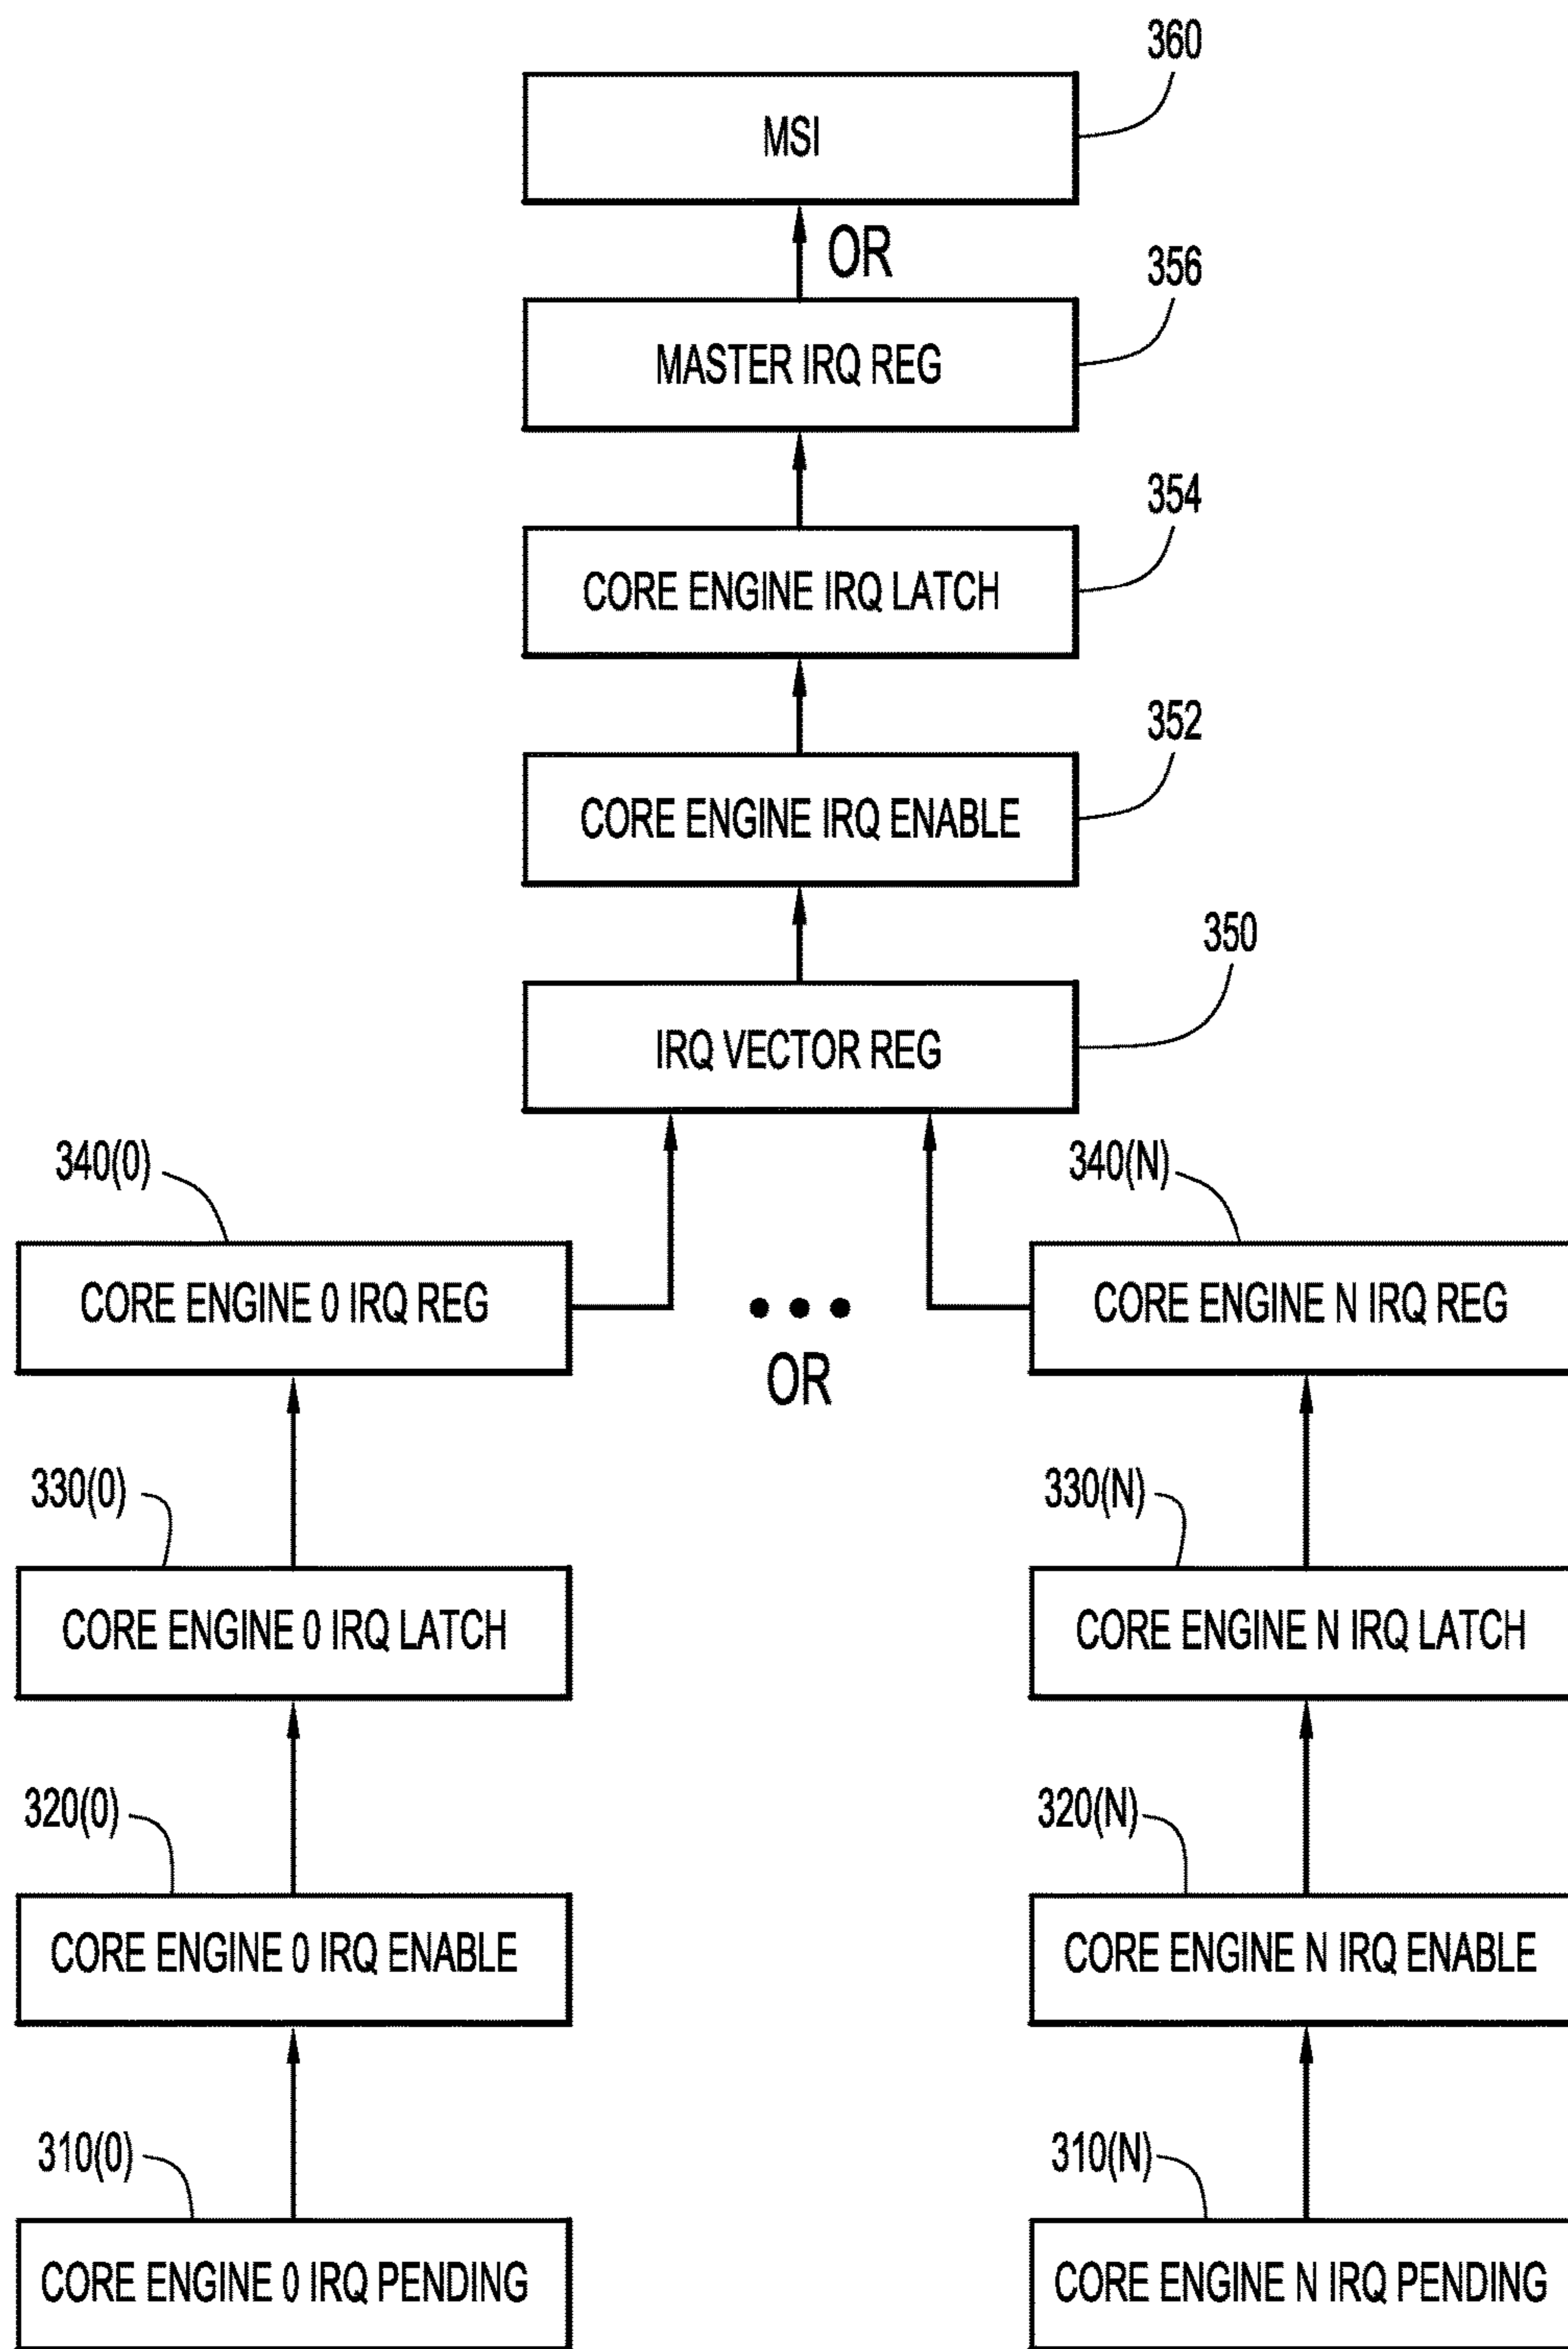 360
MSI
OR
356
MASTER IRQ REG
354
CORE ENGINE IRQ LATCH
352
CORE ENGINE IRQ ENABLE
350
IRQ VECTOR REG
340(0)
340(N)
CORE ENGINE 0 IRQ REG
CORE ENGINE N IRQ REG
•••
OR
330(0)
330(N)
CORE ENGINE 0 IRQ LATCH
CORE ENGINE N IRQ LATCH
320(0)
320(N)
CORE ENGINE 0 IRQ ENABLE
CORE ENGINE N IRQ ENABLE
310(0)
310(N)
CORE ENGINE 0 IRQ PENDING
CORE ENGINE N IRQ PENDING